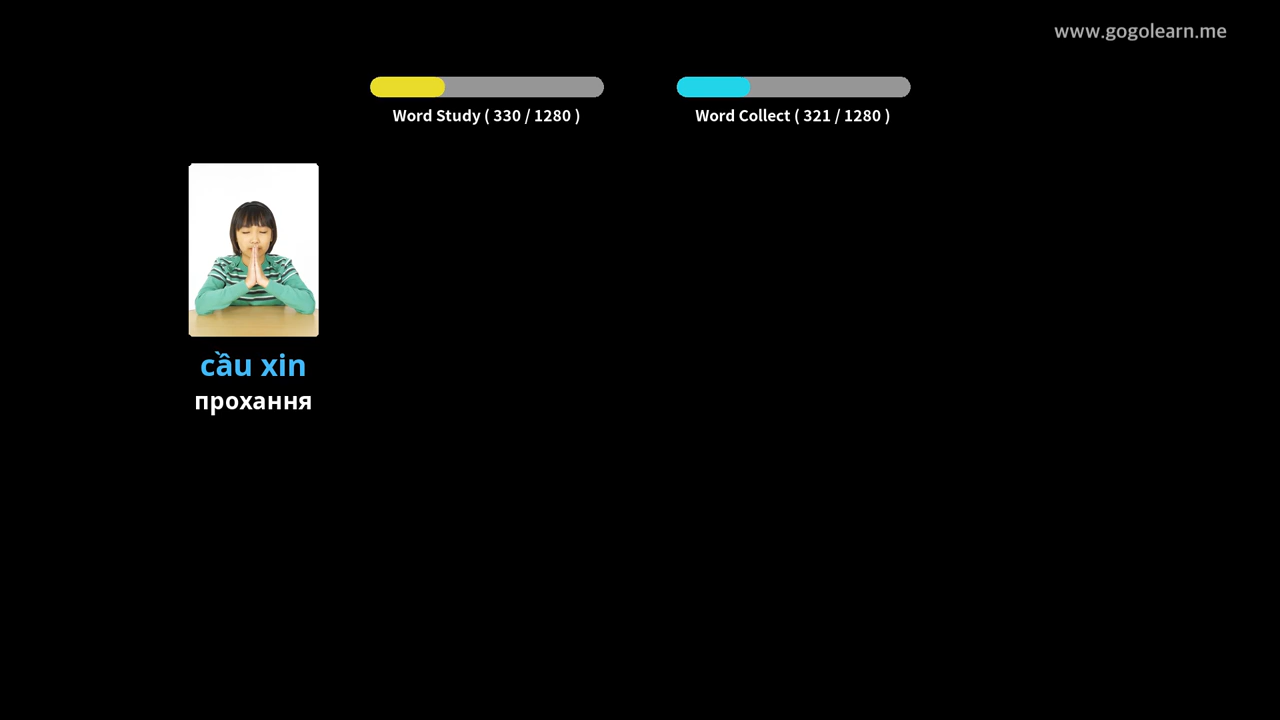 www.gogolearn.me
Word Study ( 330 / 1280 )
Word Collect ( 321 / 1280 )
cầu xin
прохання